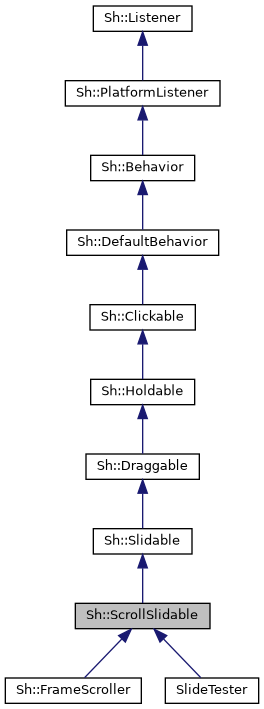 Sh::Listener
Sh::PlatformListener
Sh::Behavior
Sh::DefaultBehavior
Sh::Clickable
Sh::Holdable
Sh::Draggable
Sh::Slidable
Sh::ScrollSlidable
Sh::FrameScroller
SlideTester